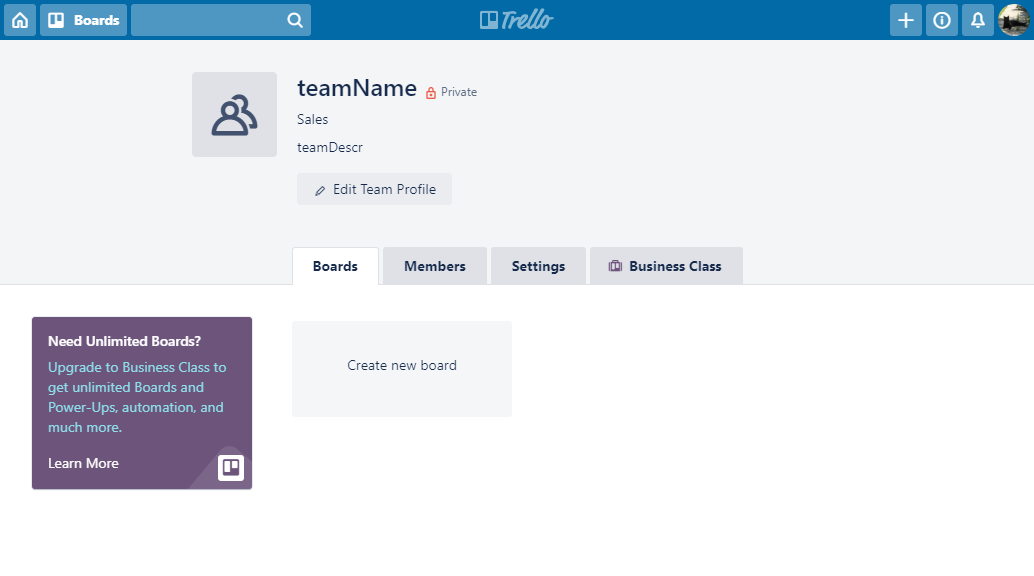 Boards
Trello
teamName
Private
Sales
teamDescr
Edit Team Profile
Boards
Members
Settings
Business Class
Need Unlimited Boards?
Upgrade to Business Class to
get unlimited Boards and
Power-Ups, automation, and
much more.
Learn More
Create new board